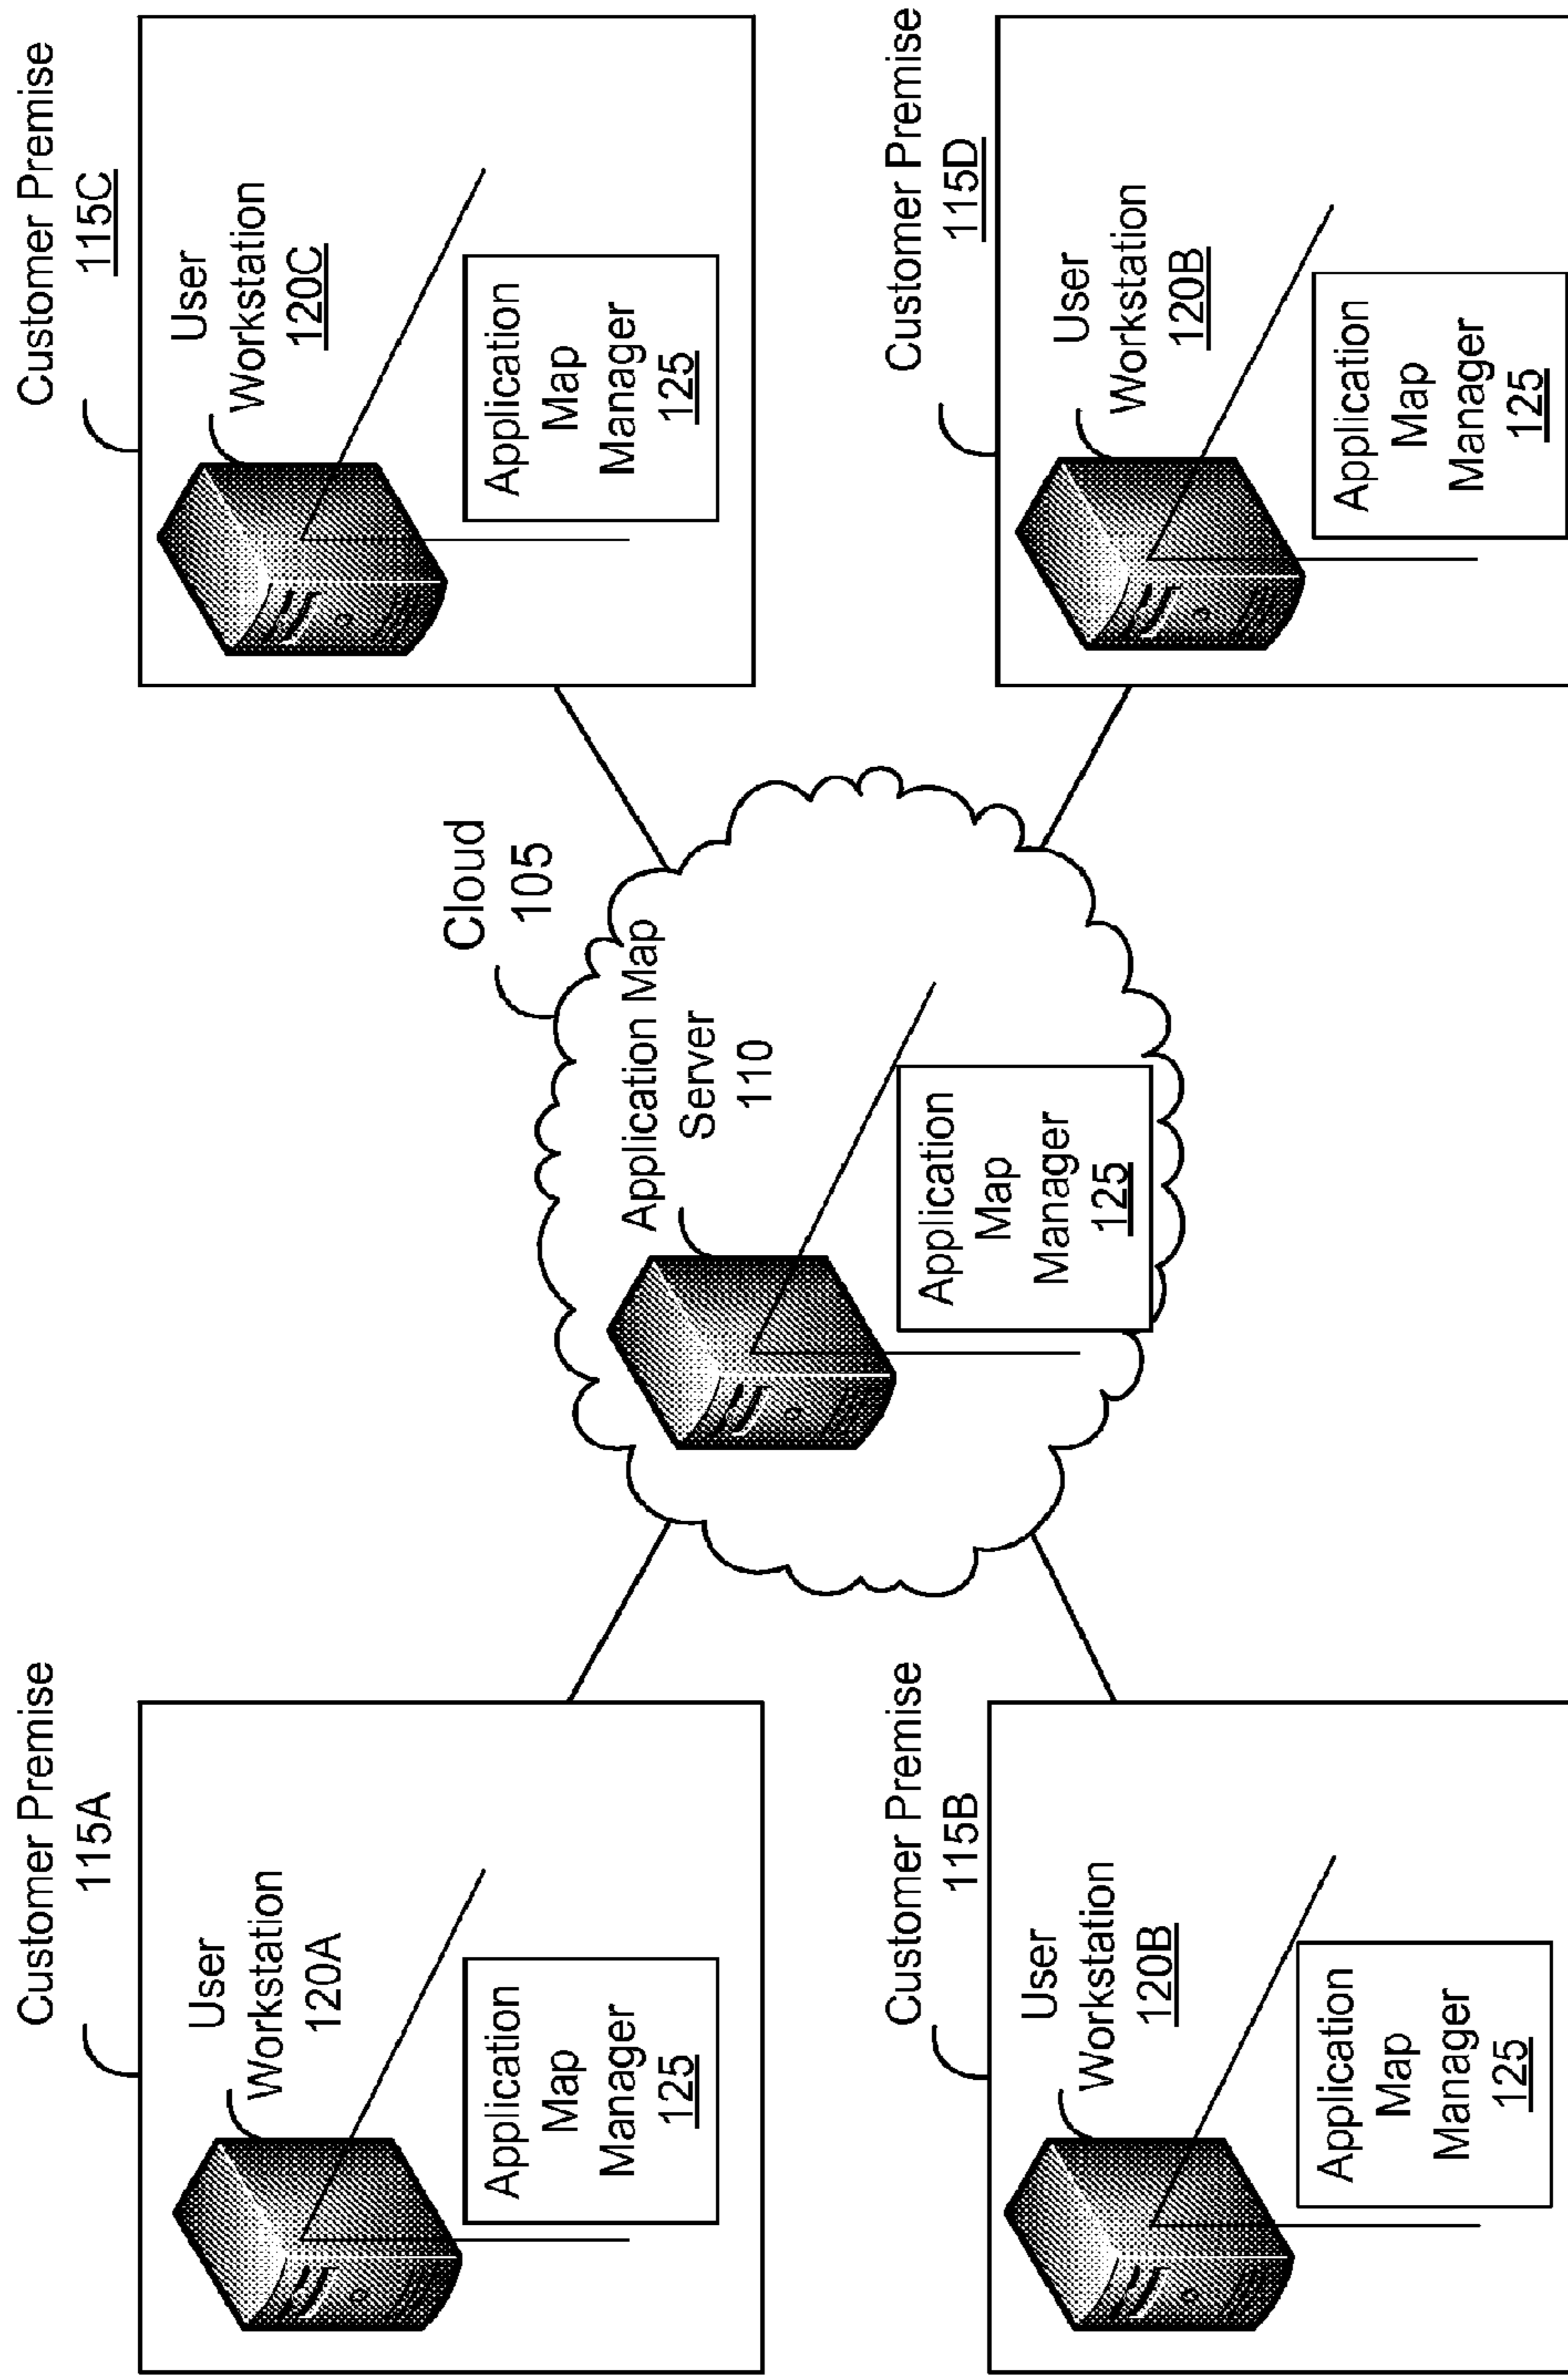 Customer Premise
115A
User
Workstation
120A
Application
Map
Manager
125
Customer Premise
115C
User
Workstation
120C
Application
Map
Manager
125
Cloud
105
Application Map
Server
110
Application
Map
Manager
125
Customer Premise
115B
User
Workstation
120B
Application
Map
Manager
125
Customer Premise
115D
User
Workstation
120B
Application
Map
Manager
125